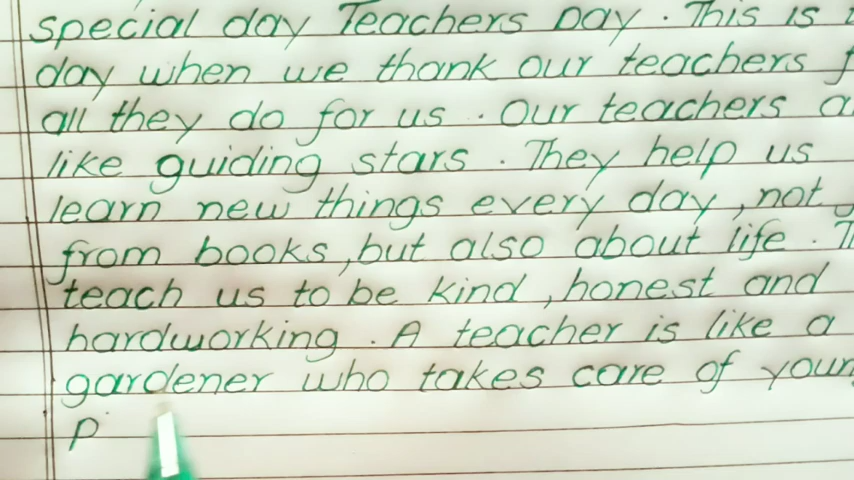 special day Teachers Day. This is
day when we thank our teachers
all they do for us. Our teachers
like guiding stars. They help us
learn new things every day, not
from books, but also about life.
teach us to be kind, honest and
hardworking. A teacher is like a
gardener who takes care of
p